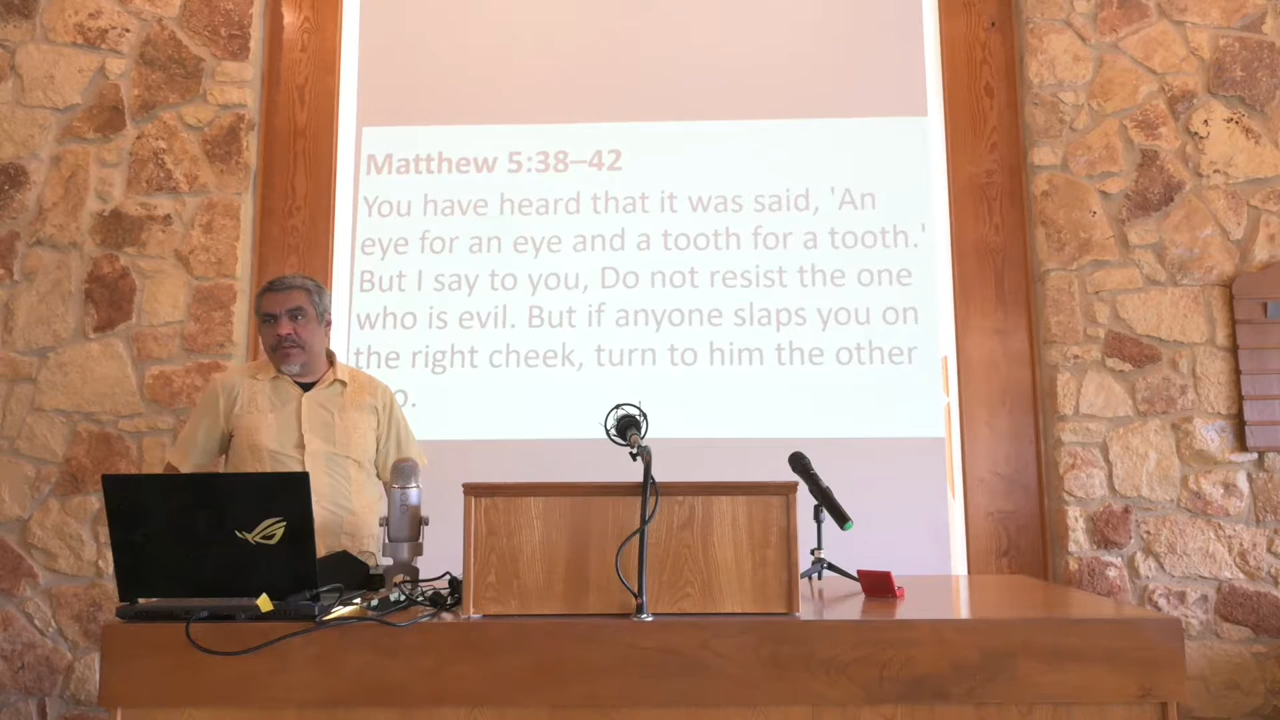 Matthew 5:38–42
You have heard that it was said, 'An
eye for an eye and a tooth for a tooth.'
But I say to you, Do not resist the one
who is evil. But if anyone slaps you on
the right cheek, turn to him the other